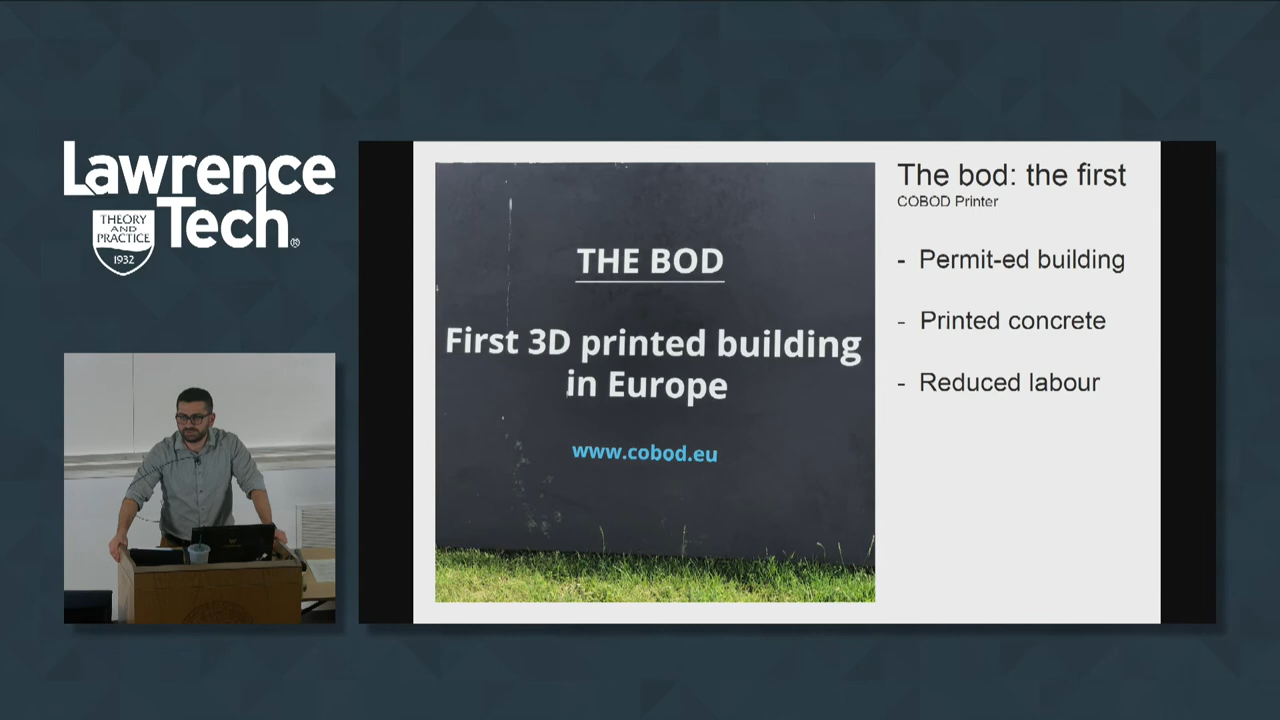 Lawrence
Tech®
THEORY
AND
PRACTICE
1932
THE BOD
First 3D printed building
in Europe
www.cobod.eu
The bod: the first
COBOD Printer
- Permit-ed building
- Printed concrete
- Reduced labour